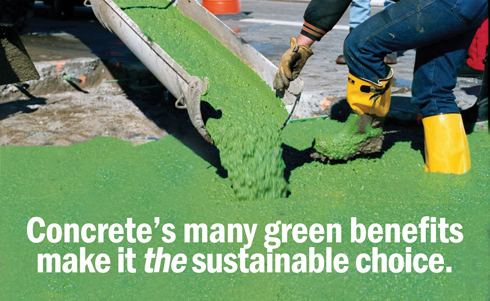 Concrete’s many green benefits
make it the sustainable choice.